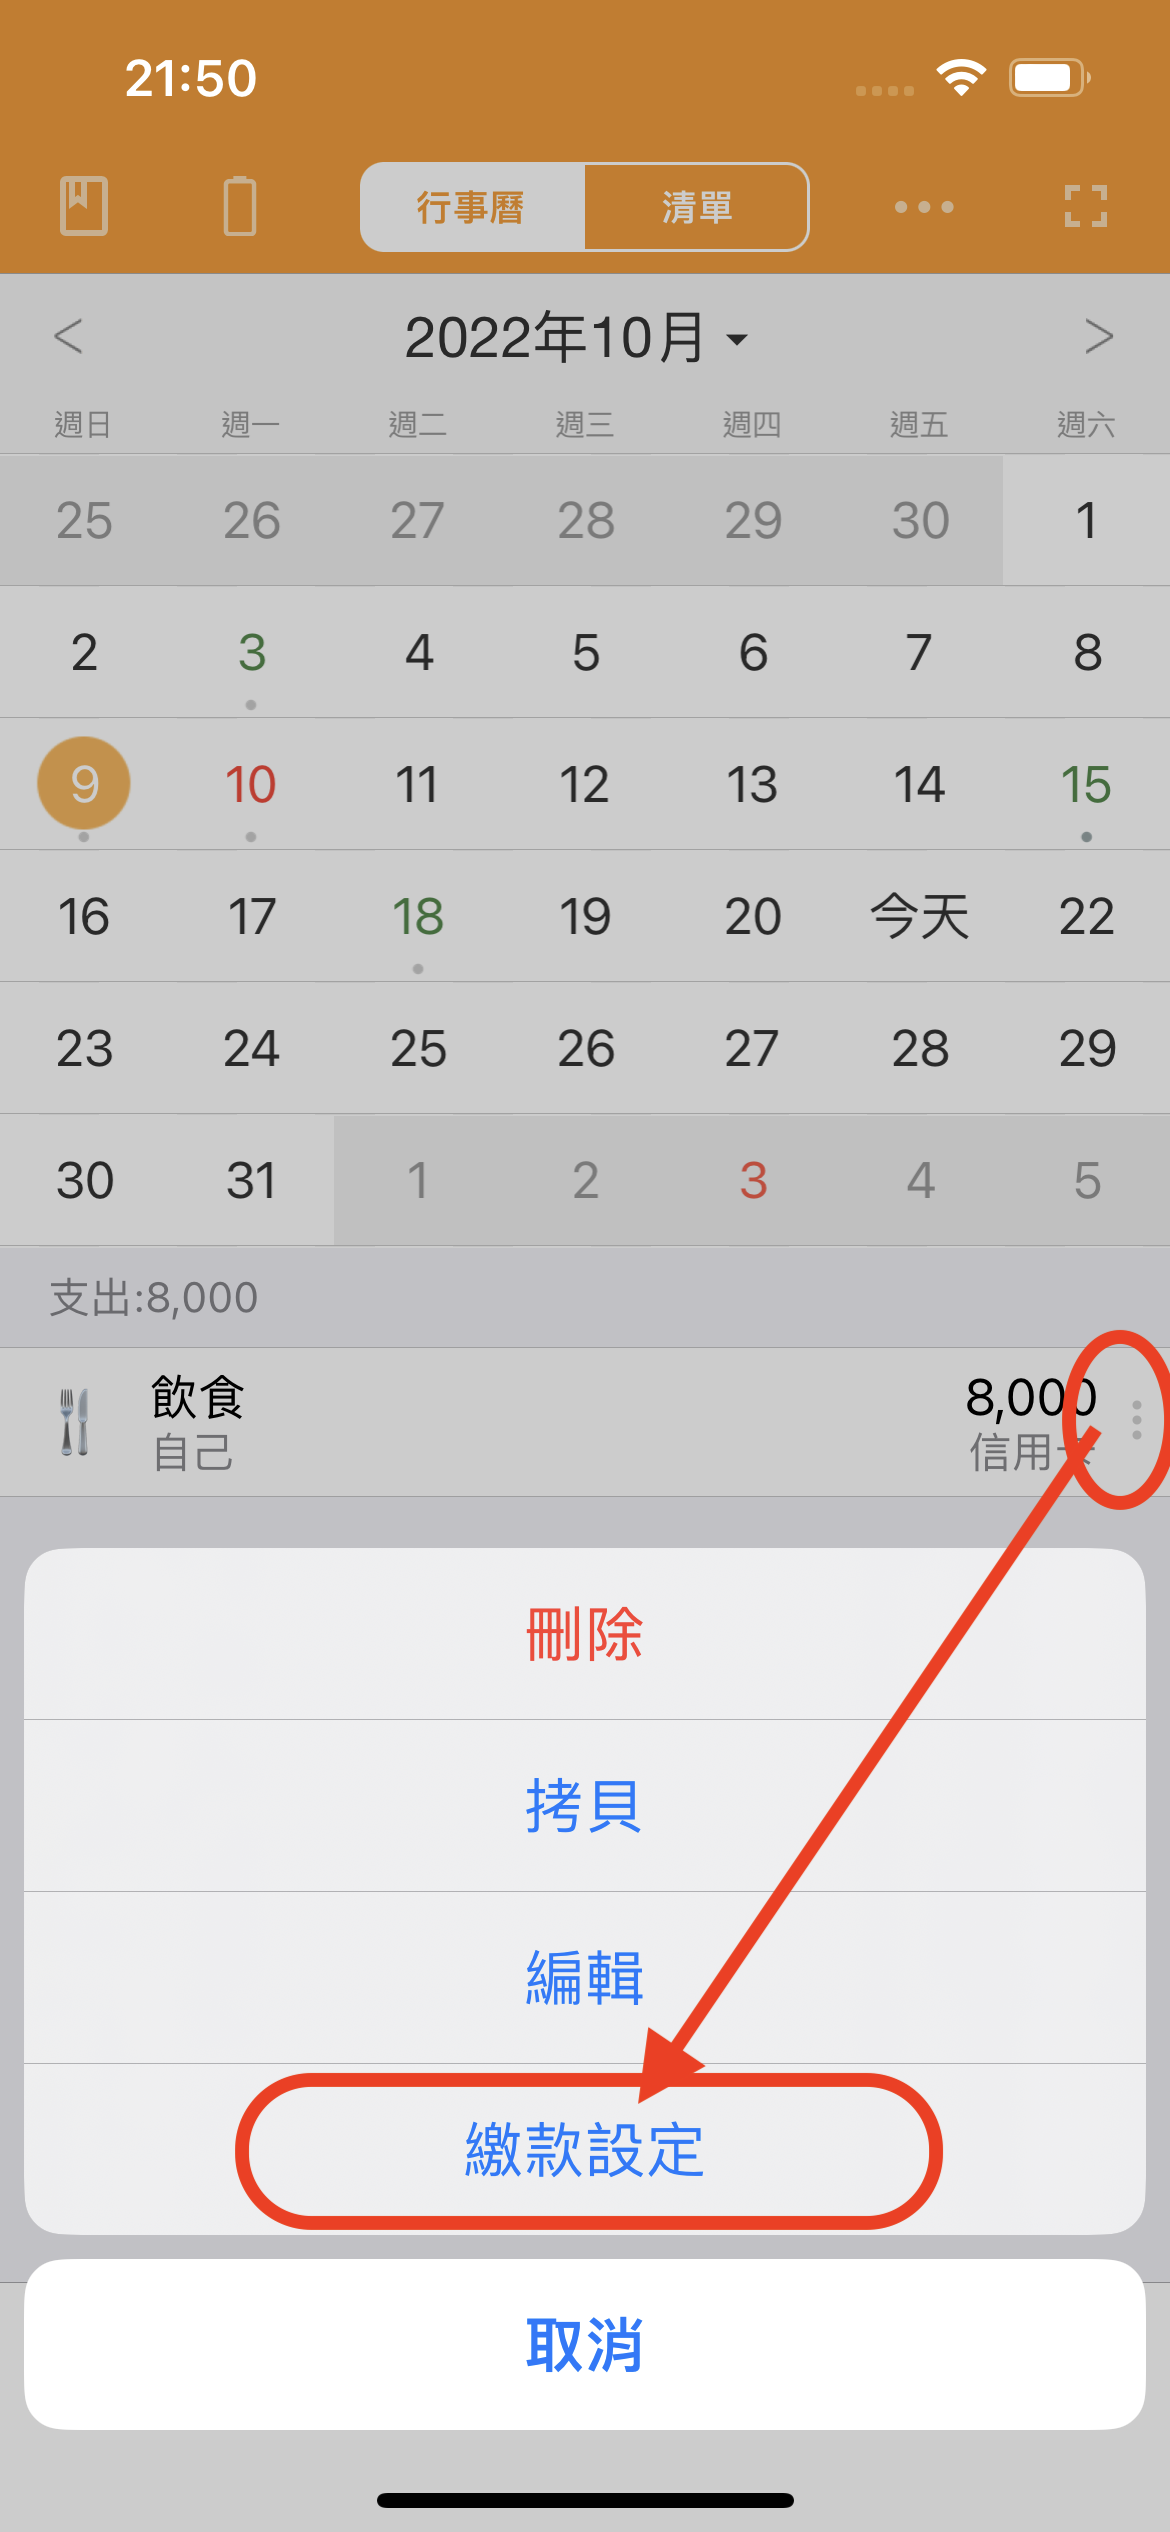 21:50
行事曆 清單
< 2022年10月 >
週日 週一 週二 週三 週四 週五 週六
25 26 27 28 29 30 1
2 3 4 5 6 7 8
9 10 11 12 13 14 15
16 17 18 19 20 今天 22
23 24 25 26 27 28 29
30 31 1 2 3 4 5
支出:8,000
飲食 8,000
自己 信用卡
刪除
拷貝
編輯
繳款設定
取消